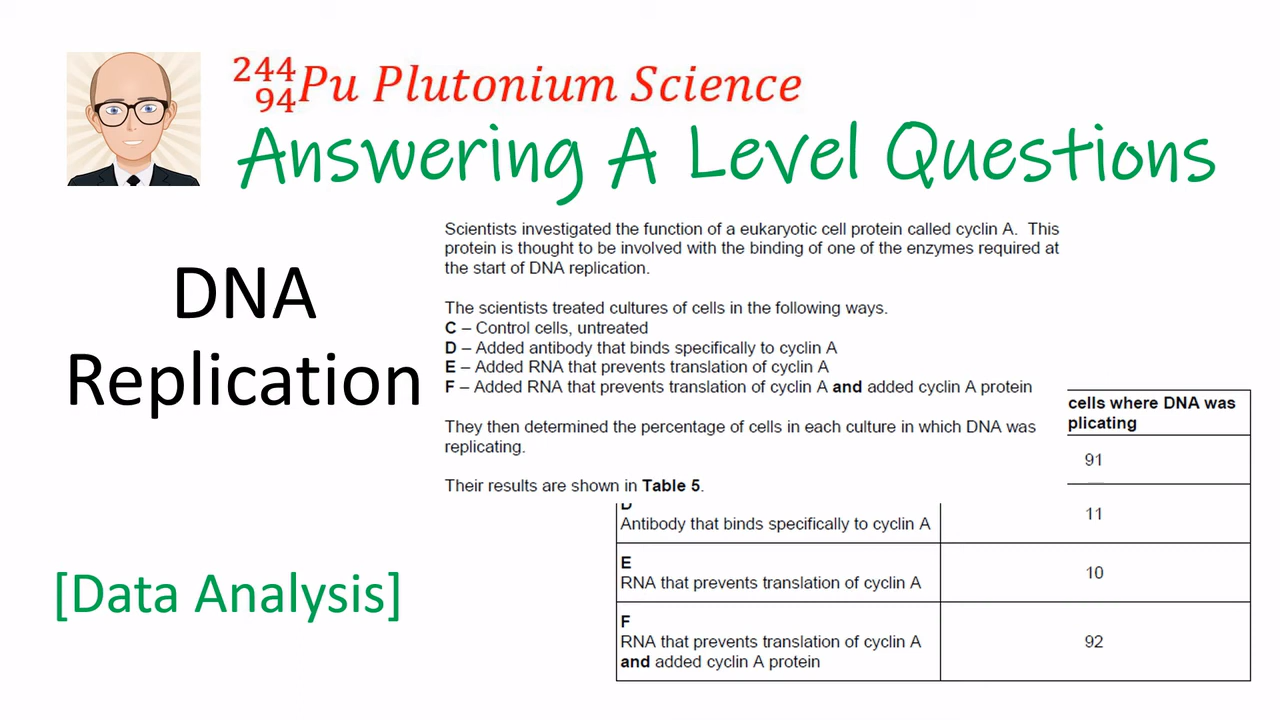 244
94Pu Plutonium Science
Answering A Level Questions
DNA
Replication
[Data Analysis]
Scientists investigated the function of a eukaryotic cell protein called cyclin A. This
protein is thought to be involved with the binding of one of the enzymes required at
the start of DNA replication.
The scientists treated cultures of cells in the following ways.
C – Control cells, untreated
D – Added antibody that binds specifically to cyclin A
E – Added RNA that prevents translation of cyclin A
F – Added RNA that prevents translation of cyclin A and added cyclin A protein
They then determined the percentage of cells in each culture in which DNA was
replicating.
Their results are shown in Table 5.
cells where DNA was
plicating
91
D
Antibody that binds specifically to cyclin A
11
E
RNA that prevents translation of cyclin A
10
F
RNA that prevents translation of cyclin A
and added cyclin A protein
92